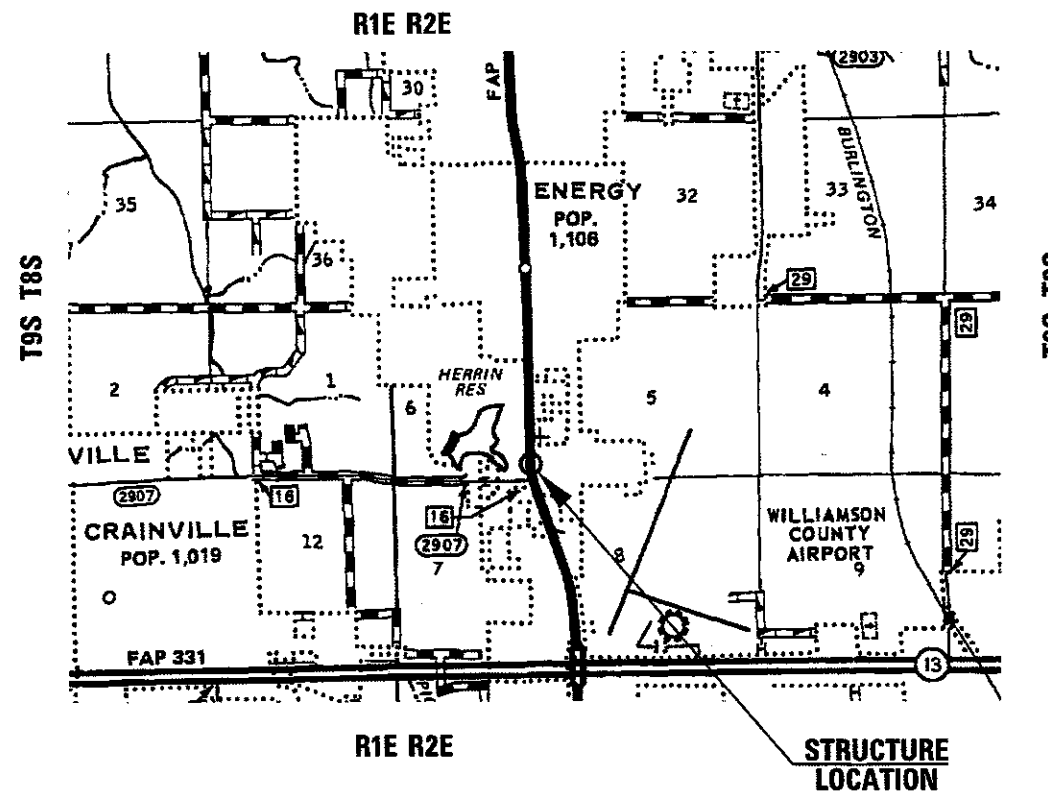 R1E R2E
2903
30
FAP
BURLINGTON
ENERGY
POP.
1,106
32
33
34
35
36
29
T9S T8S
29
2
1
HERRIN
RES
6
5
4
VILLE
2907
16
16
CRAINVILLE
POP. 1,019
12
2907
7
8
WILLIAMSON
COUNTY
AIRPORT
9
29
FAP 331
13
R1E R2E
STRUCTURE
LOCATION